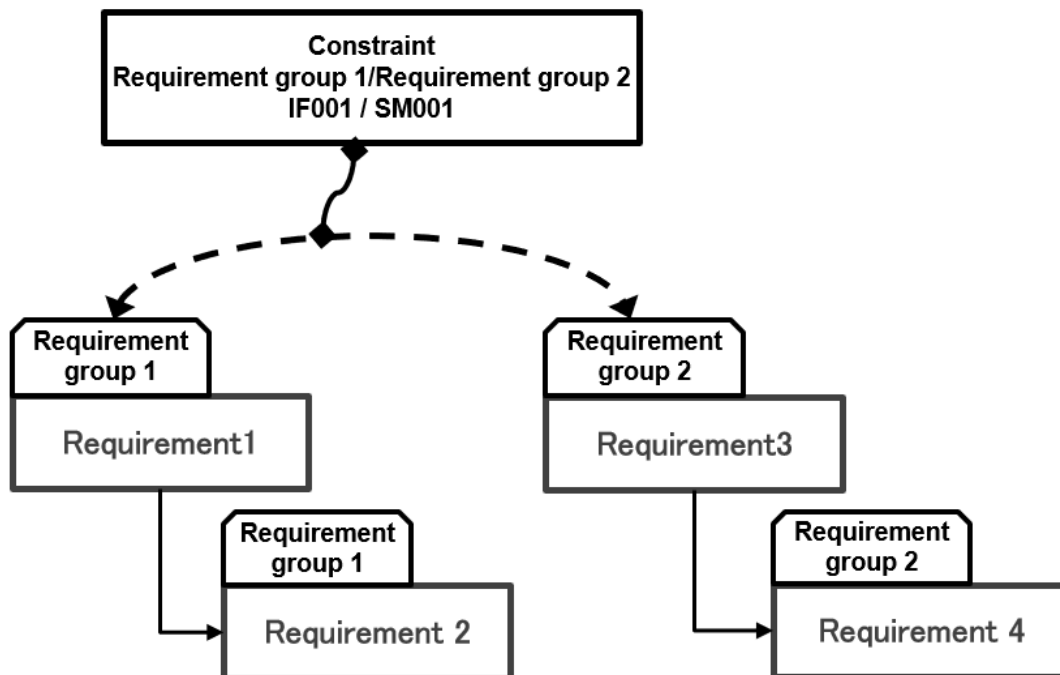 Constraint
Requirement group 1/Requirement group 2
IF001 / SM001
Requirement
group 1
Requirement1
Requirement
group 2
Requirement3
Requirement
group 1
Requirement 2
Requirement
group 2
Requirement 4